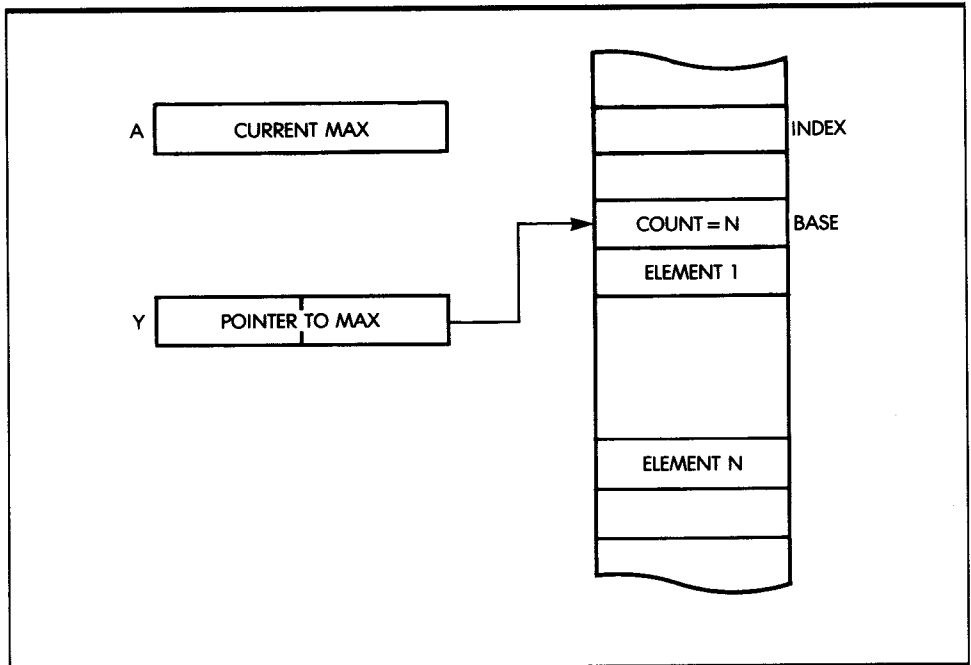 A CURRENT MAX
INDEX
COUNT = N BASE
ELEMENT 1
Y POINTER TO MAX
ELEMENT N